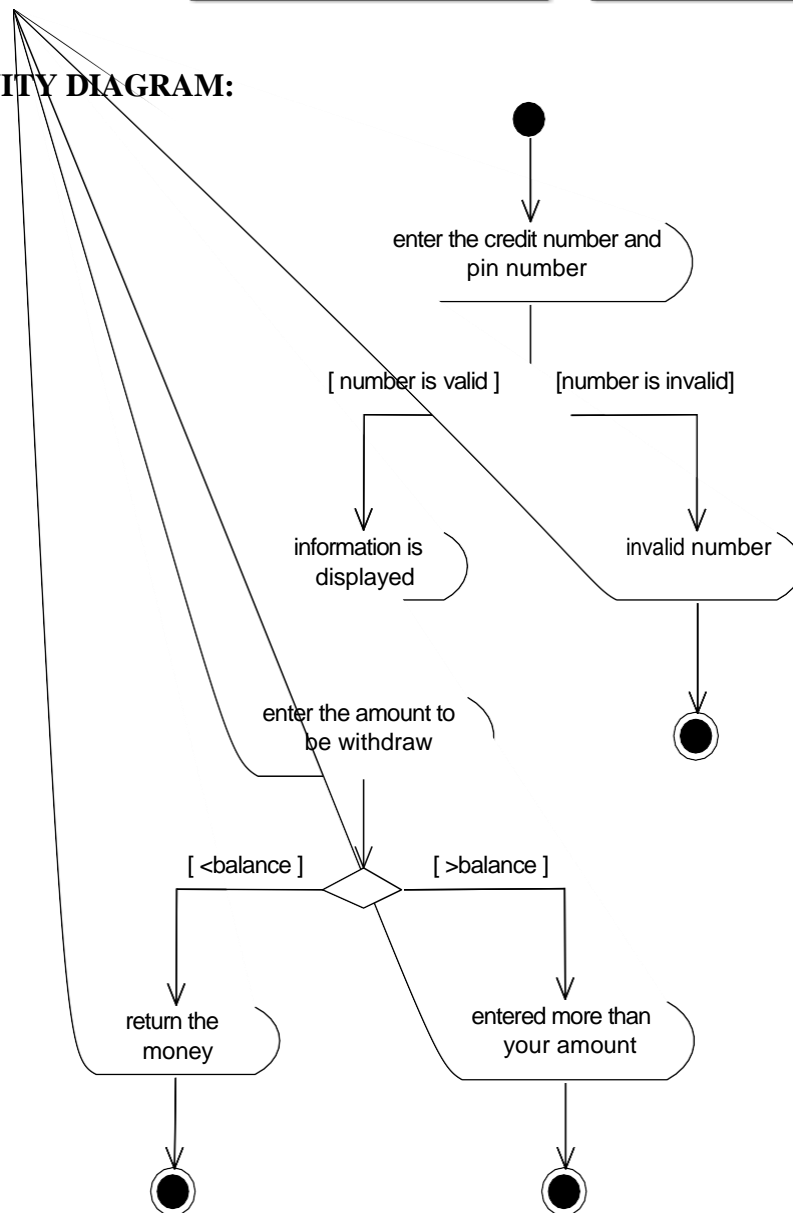 ITY DIAGRAM:
enter the credit number and
pin number
[ number is valid ]
[number is invalid]
information is
displayed
invalid number
enter the amount to
be withdraw
[ <balance ]
[ >balance ]
return the
money
entered more than
your amount